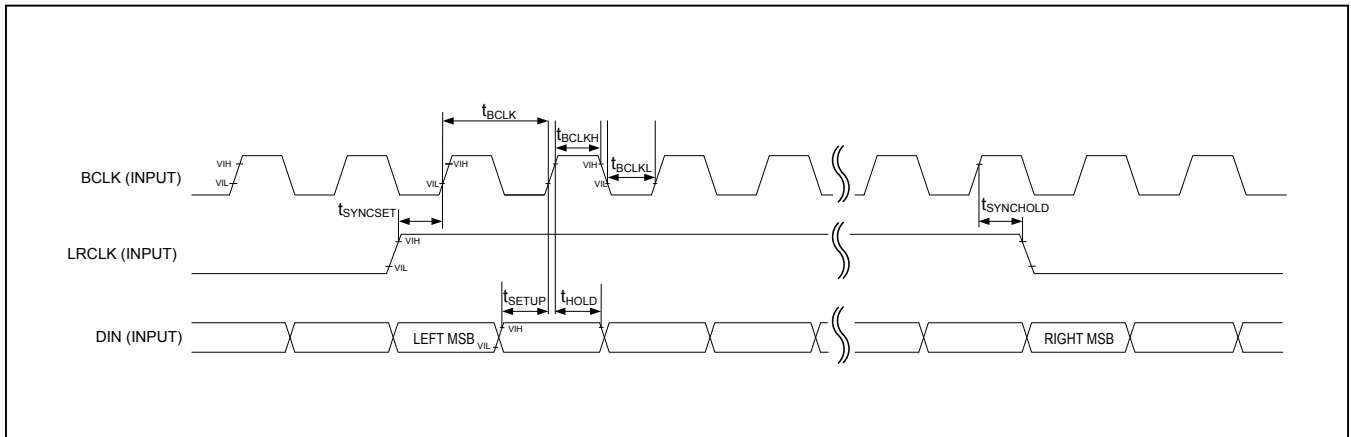 tBCLK
tBCLKH
VIH
VIH
VIH
BCLK (INPUT)
VIL
VIL
VIL
tBCLKL
tSYNCSET
tSYNCHOLD
VIH
LRCLK (INPUT)
VIL
tSETUP
tHOLD
VIH
DIN (INPUT)
LEFT MSB
VIL
RIGHT MSB